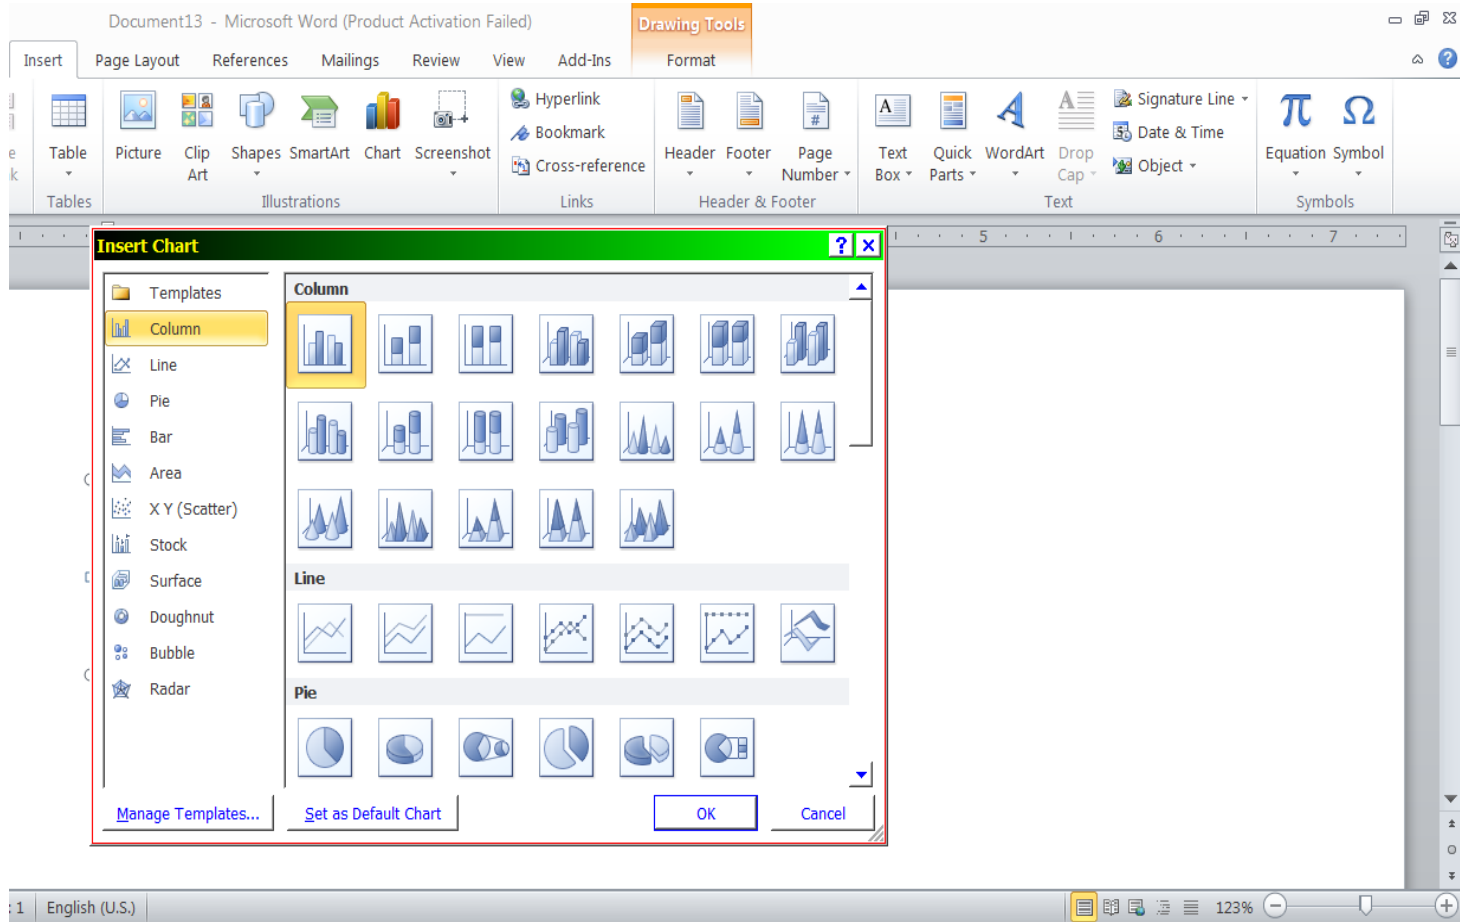 Document13 - Microsoft Word (Product Activation Failed)
Drawing Tools
Insert Page Layout References Mailings Review View Add-Ins Format
Table
Picture
Clip Art
Shapes
SmartArt
Chart
Screenshot
Hyperlink
Bookmark
Cross-reference
Header
Footer
Page Number
Text Box
Quick Parts
WordArt
Drop Cap
Signature Line
Date & Time
Object
Equation
Symbol
Tables Illustrations Links Header & Footer Text Symbols
5 6 7
Insert Chart
Templates
Column
Line
Pie
Bar
Area
X Y (Scatter)
Stock
Surface
Doughnut
Bubble
Radar
Column
Line
Pie
Manage Templates...
Set as Default Chart
OK
Cancel
: 1 English (U.S.) 123%